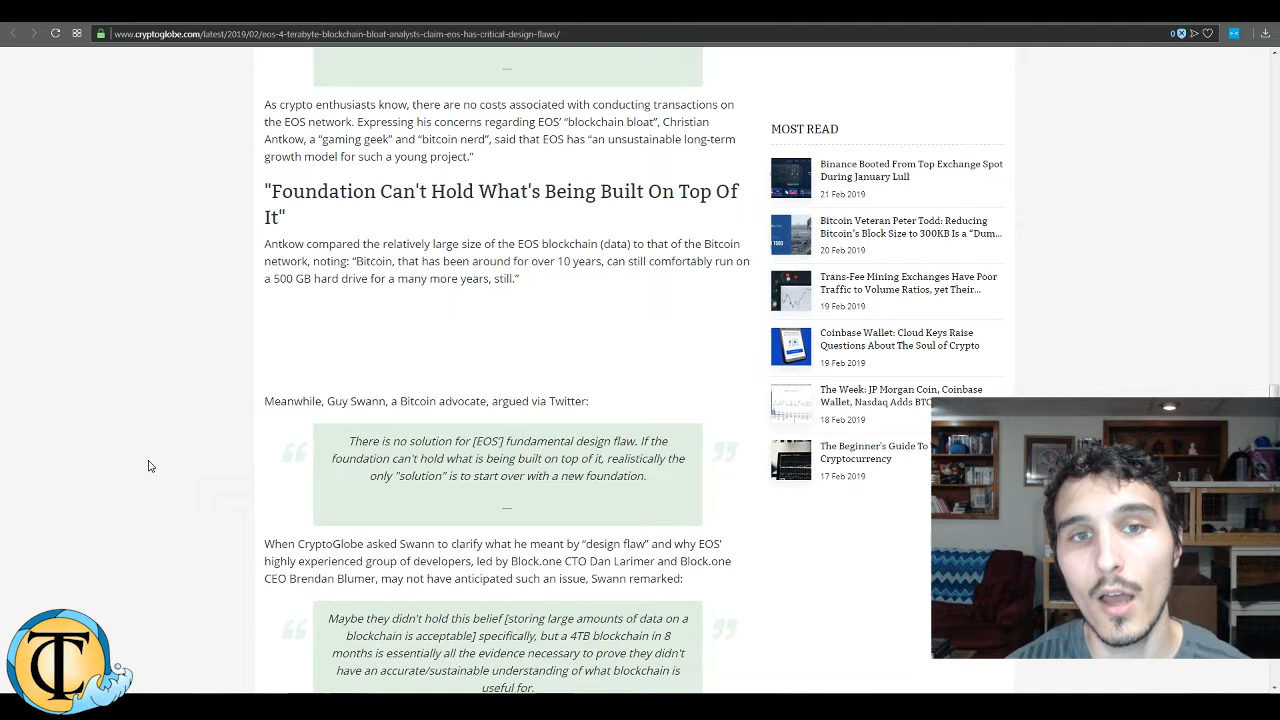 www.cryptoglobe.com/latest/2019/02/eos-4-terabyte-blockchain-bloat-analysts-claim-eos-has-critical-design-flaws/
0
—
As crypto enthusiasts know, there are no costs associated with conducting transactions on
the EOS network. Expressing his concerns regarding EOS’ “blockchain bloat”, Christian
Antkow, a “gaming geek” and “bitcoin nerd”, said that EOS has “an unsustainable long-term
growth model for such a young project.”
"Foundation Can't Hold What's Being Built On Top Of
It"
Antkow compared the relatively large size of the EOS blockchain (data) to that of the Bitcoin
network, noting: “Bitcoin, that has been around for over 10 years, can still comfortably run on
a 500 GB hard drive for a many more years, still.”
Meanwhile, Guy Swann, a Bitcoin advocate, argued via Twitter:
There is no solution for [EOS’] fundamental design flaw. If the
foundation can’t hold what is being built on top of it, realistically the
only "solution" is to start over with a new foundation.
—
When CryptoGlobe asked Swann to clarify what he meant by “design flaw” and why EOS’
highly experienced group of developers, led by Block.one CTO Dan Larimer and Block.one
CEO Brendan Blumer, may not have anticipated such an issue, Swann remarked:
Maybe they didn't hold this belief [storing large amounts of data on a
blockchain is acceptable] specifically, but a 4TB blockchain in 8
months is essentially all the evidence necessary to prove they didn't
have an accurate/sustainable understanding of what blockchain is
useful for.
MOST READ
Binance Booted From Top Exchange Spot
During January Lull
21 Feb 2019
Bitcoin Veteran Peter Todd: Reducing
Bitcoin’s Block Size to 300KB Is a “Dum...
20 Feb 2019
Trans-Fee Mining Exchanges Have Poor
Traffic to Volume Ratios, yet Their...
19 Feb 2019
Coinbase Wallet: Cloud Keys Raise
Questions About The Soul of Crypto
19 Feb 2019
The Week: JP Morgan Coin, Coinbase
Wallet, Nasdaq Adds BTC
18 Feb 2019
The Beginner's Guide To
Cryptocurrency
17 Feb 2019